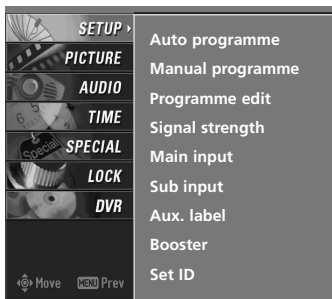 SETUP
PICTURE
AUDIO
TIME
SPECIAL
LOCK
DVR
Move MENU Prev
Auto programme
Manual programme
Programme edit
Signal strength
Main input
Sub input
Aux. label
Booster
Set ID